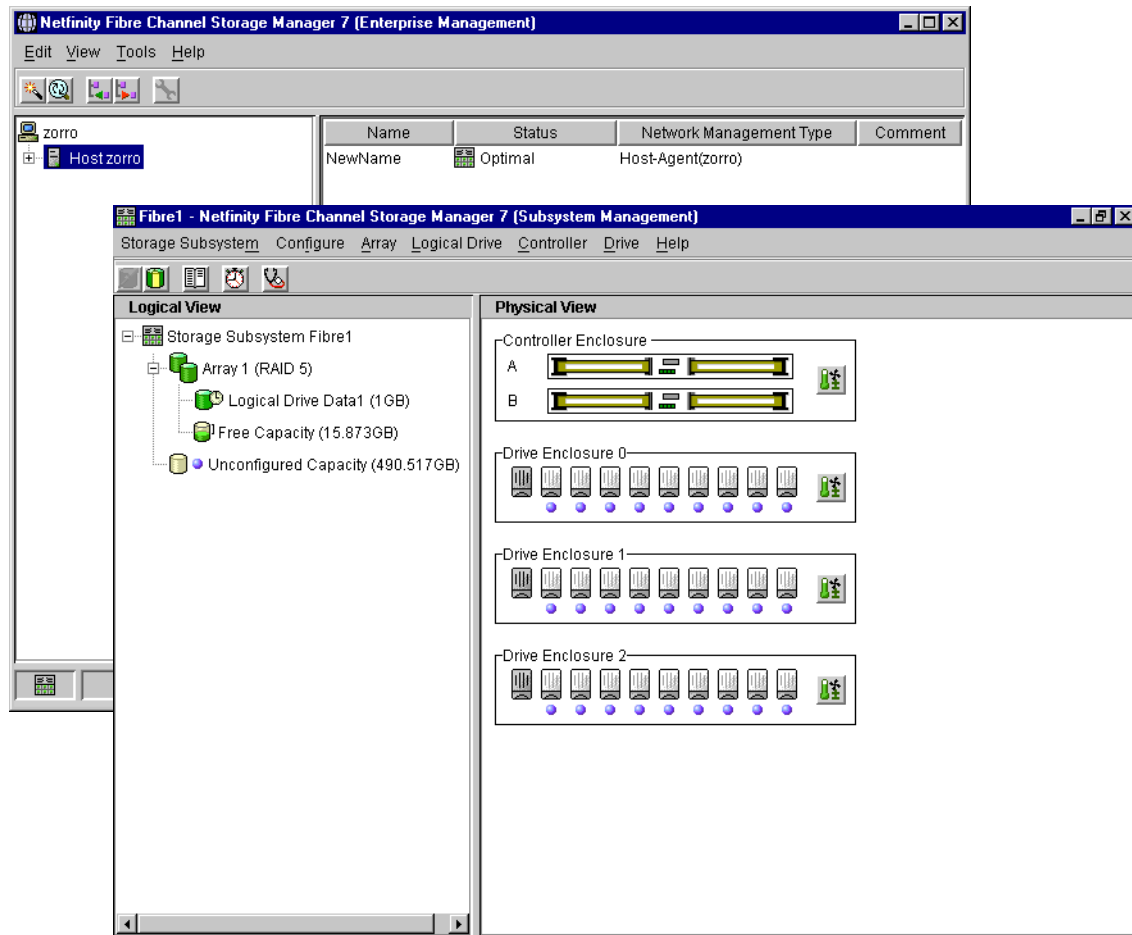 Netfinity Fibre Channel Storage Manager 7 (Enterprise Management)
Edit View Tools Help
zorro
Host zorro
Name Status Network Management Type Comment
NewName Optimal Host-Agent(zorro)
Fibre1 - Netfinity Fibre Channel Storage Manager 7 (Subsystem Management)
Storage Subsystem Configure Array Logical Drive Controller Drive Help
Logical View
Storage Subsystem Fibre1
Array 1 (RAID 5)
Logical Drive Data1 (1GB)
Free Capacity (15.873GB)
Unconfigured Capacity (490.517GB)
Physical View
Controller Enclosure
A
B
Drive Enclosure 0
Drive Enclosure 1
Drive Enclosure 2